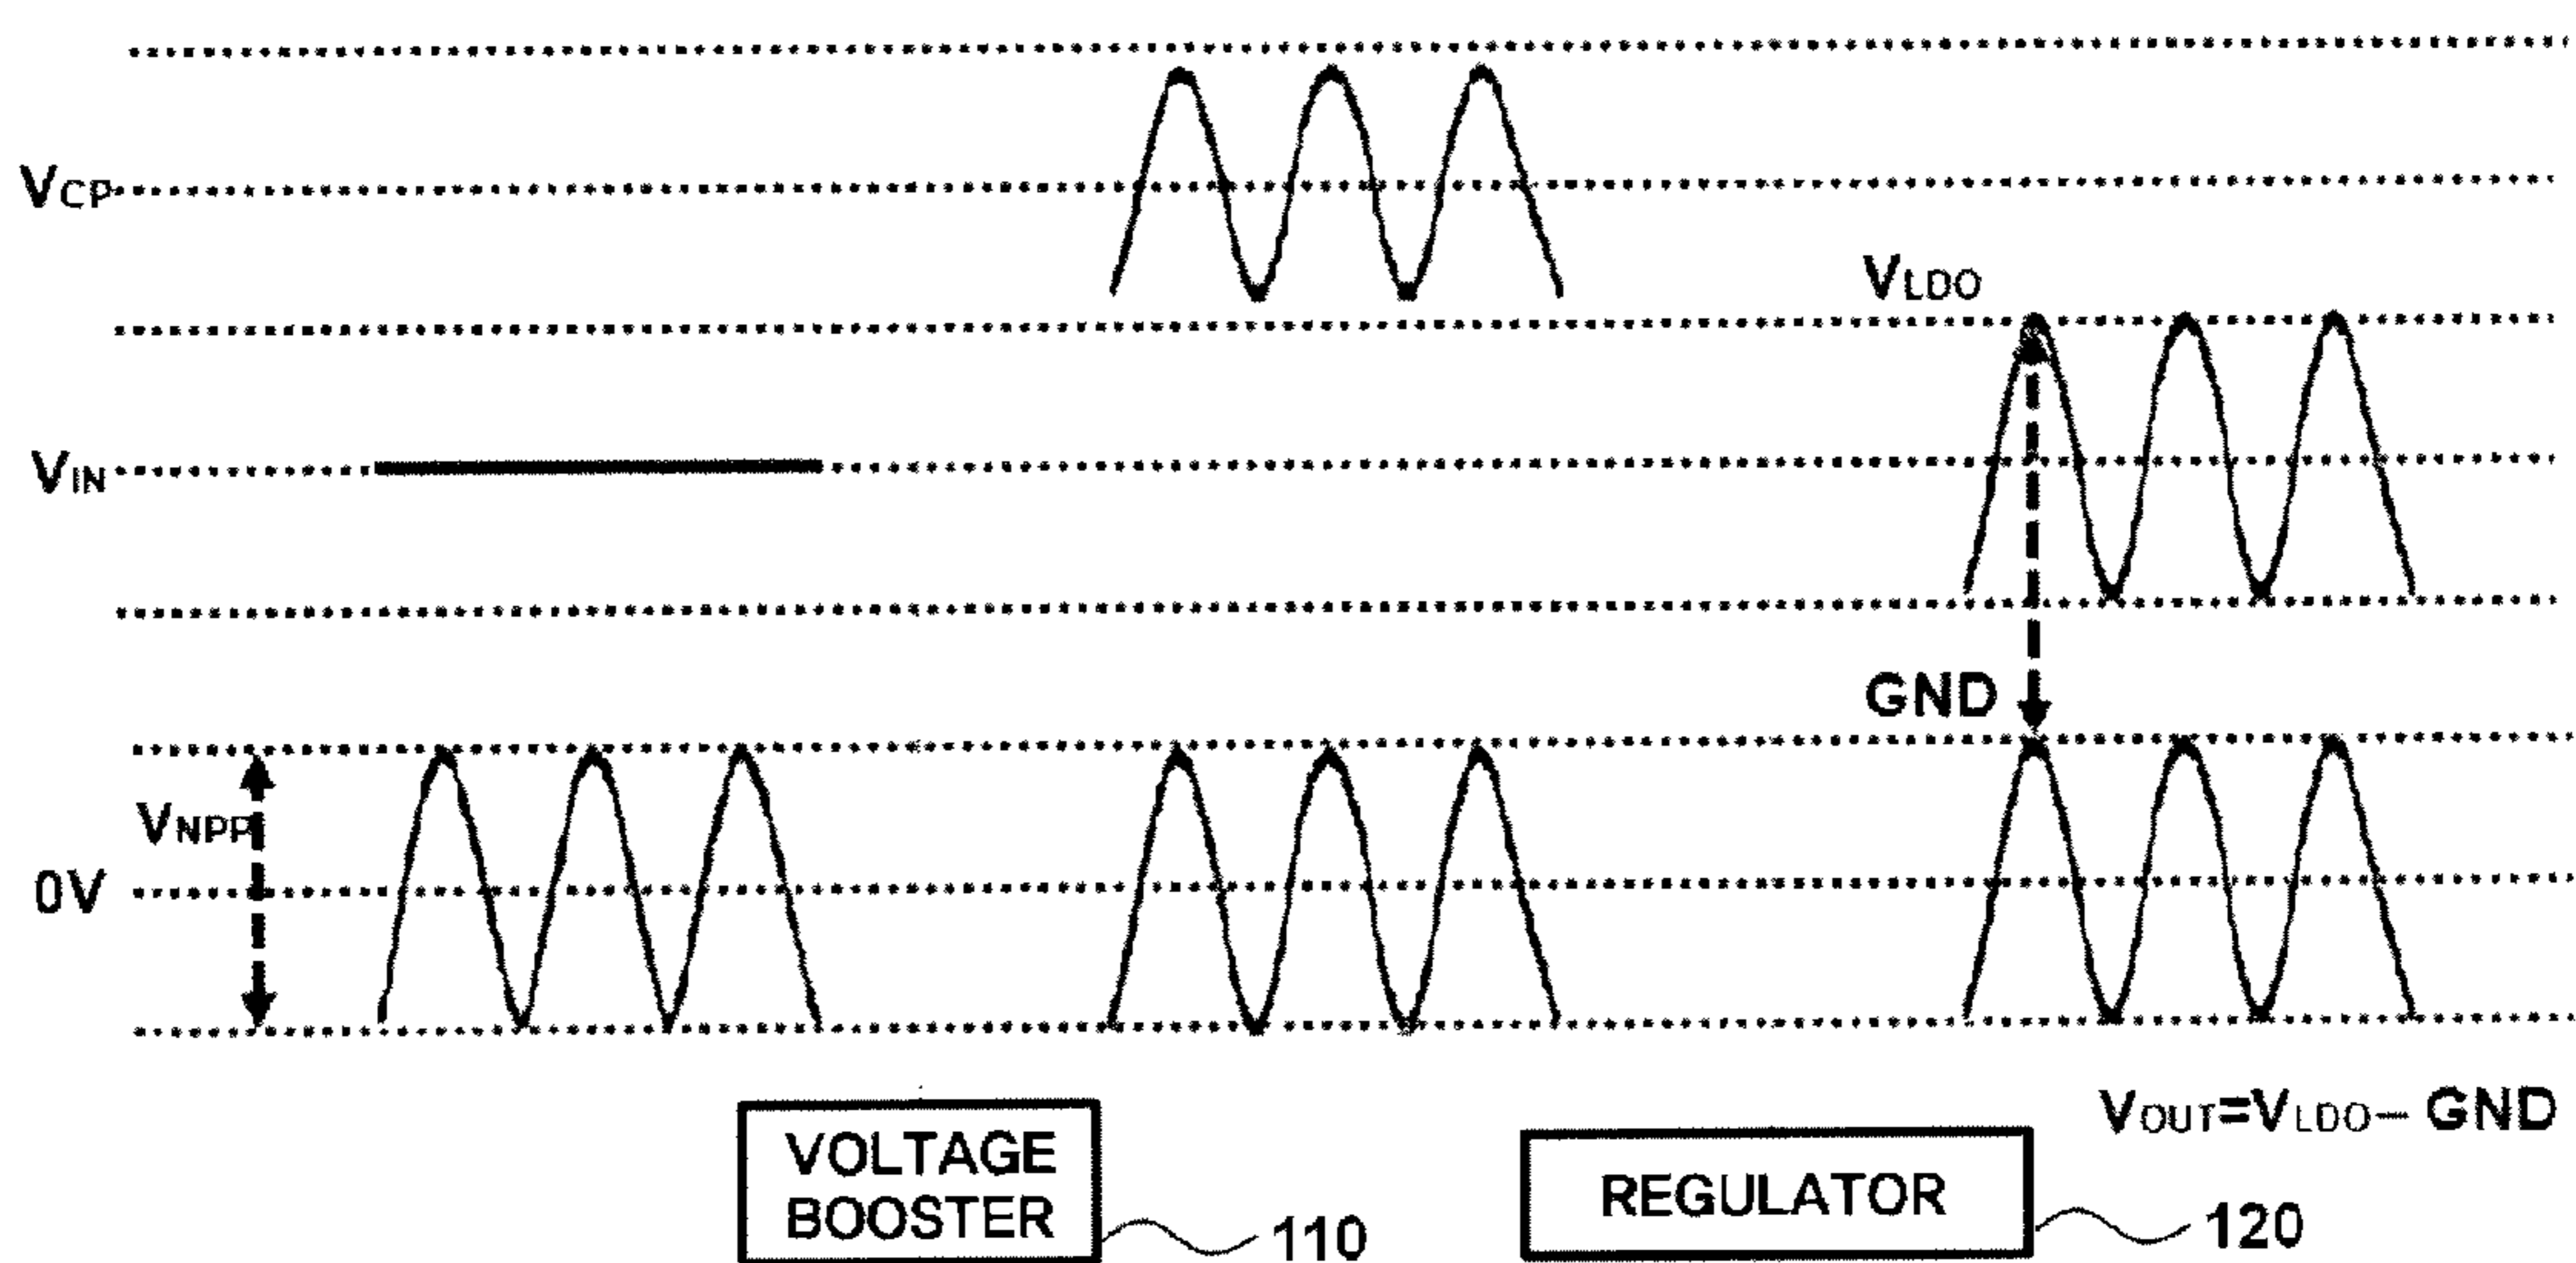 VCP
VLDO
VIN
GND
VNPP
0V
VOUT=VLDO– GND
VOLTAGE
BOOSTER
110
REGULATOR
120